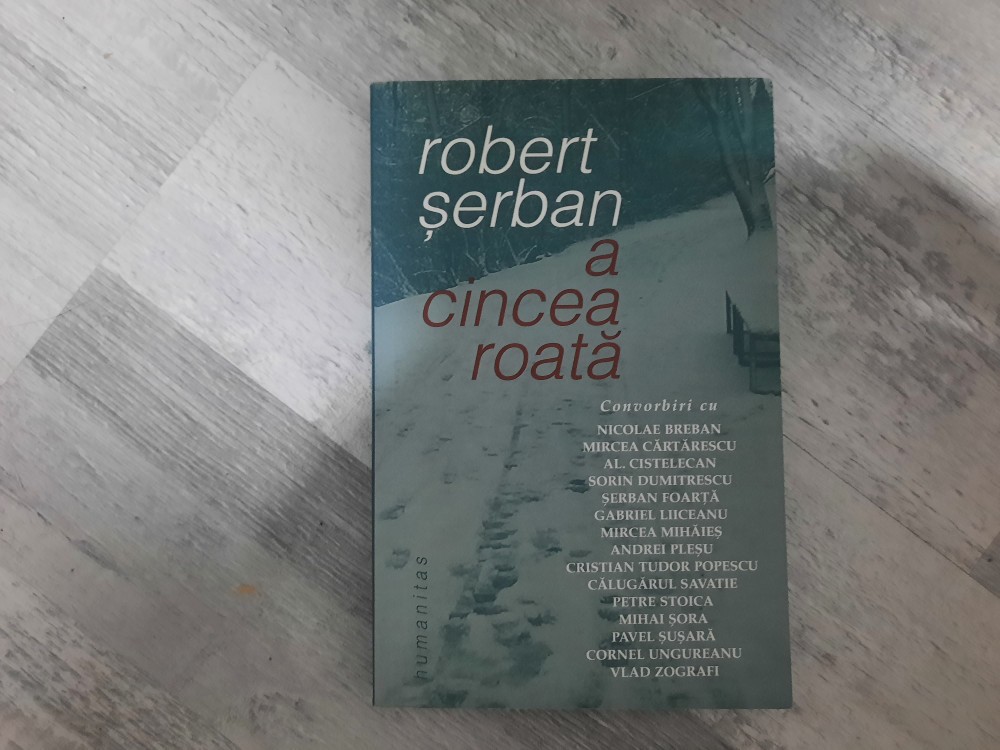 robert
șerban
a
cincea
roată
Convorbiri cu
NICOLAE BREBAN
MIRCEA CĂRTĂRESCU
AL. CISTELECAN
SORIN DUMITRESCU
ȘERBAN FOARȚĂ
GABRIEL LIICEANU
MIRCEA MIHĂIEȘ
ANDREI PLEȘU
CRISTIAN TUDOR POPESCU
CĂLUGĂRUL SAVATIE
PETRE STOICA
MIHAI ȘORA
PAVEL ȘUȘARĂ
CORNEL UNGUREANU
VLAD ZOGRAFI
humanitas